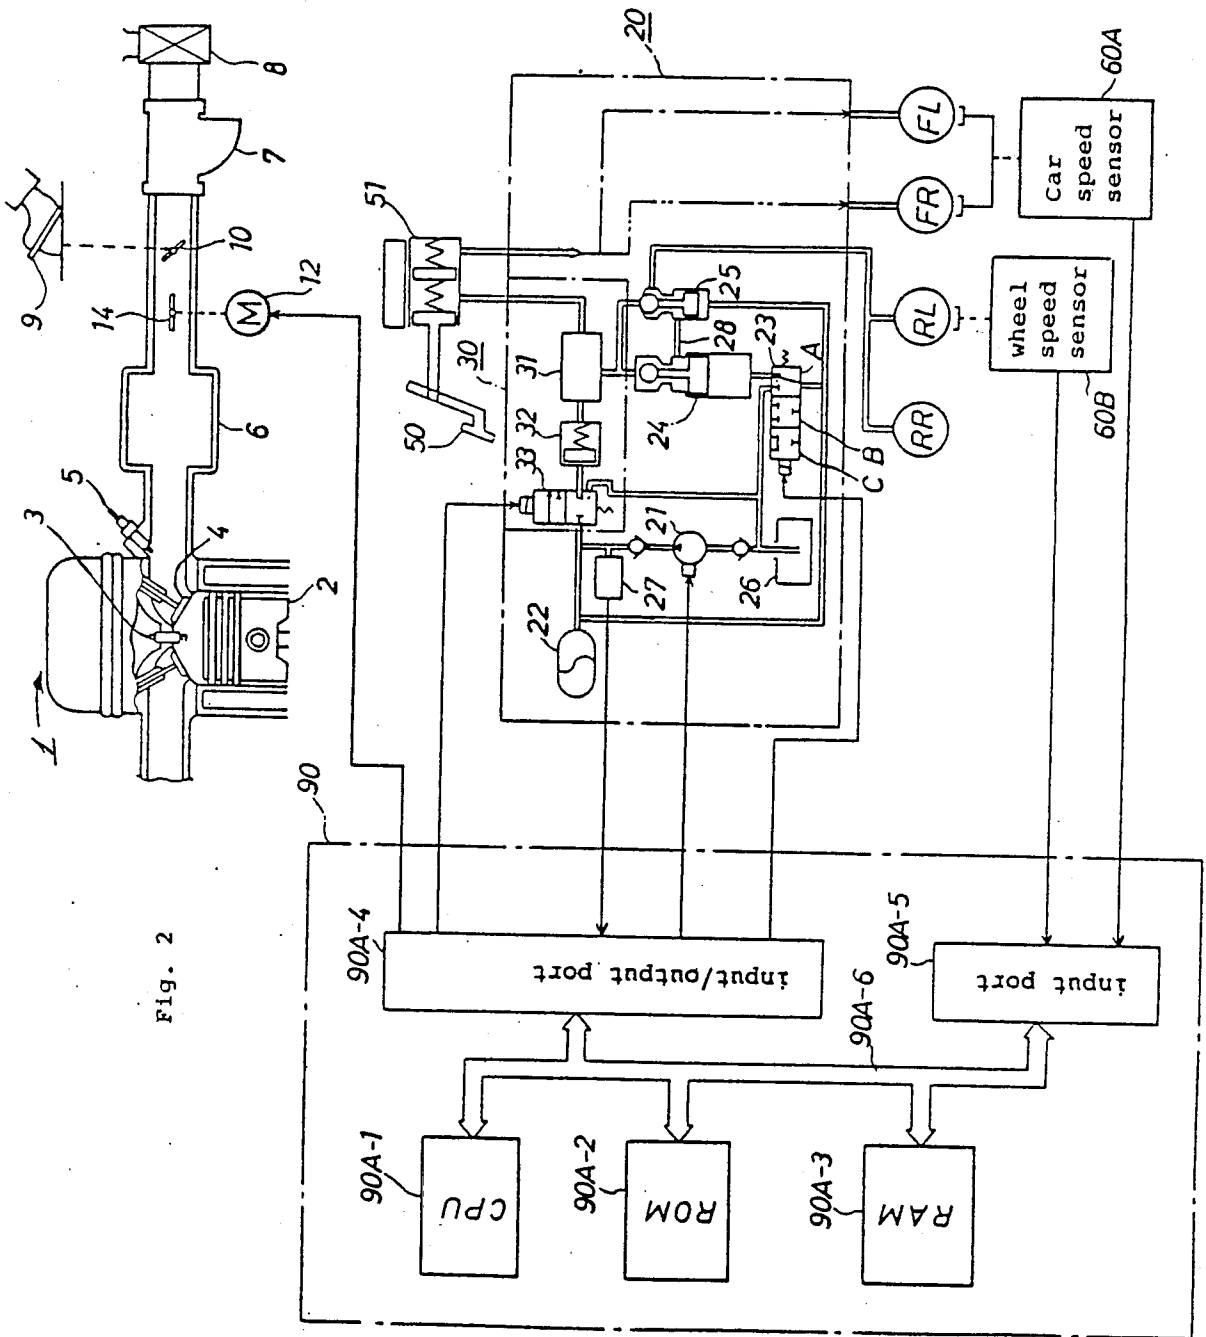 8
7
20
60A
9
10
51
FL
FR
Car
speed
sensor
12
14
M
25
28
23
A
30
31
RL
wheel
speed
sensor
6
50
32
24
B
C
RR
60B
5
33
3
4
21
26
27
2
22
1
90
Fig. 2
90A-4
input/output port
90A-5
input port
90A-6
90A-1
CPU
90A-2
ROM
90A-3
RAM